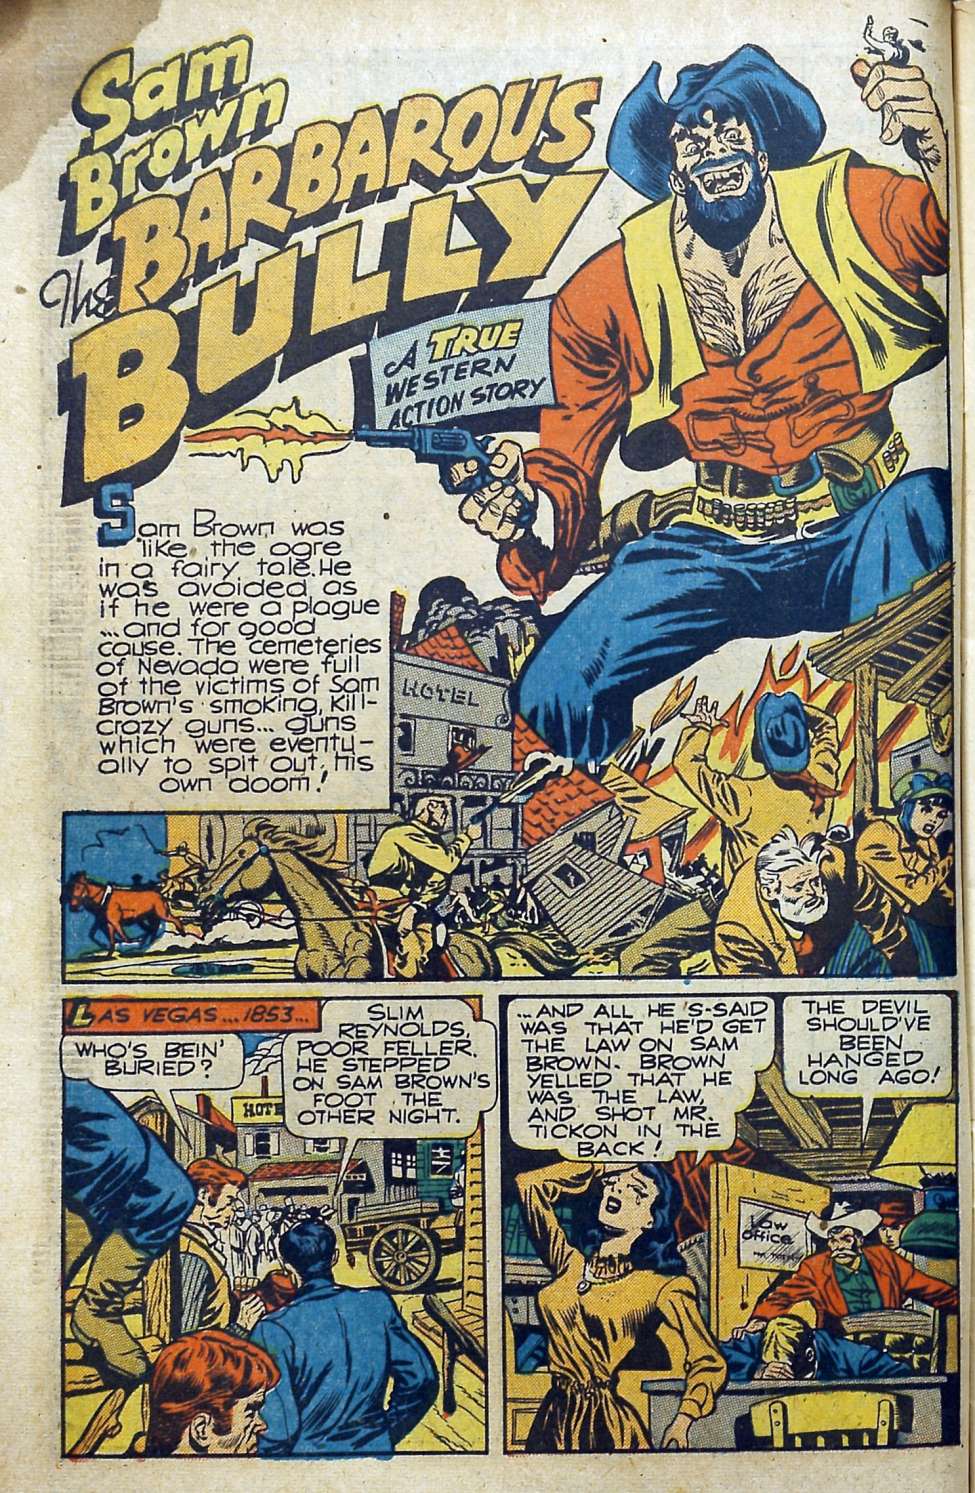 Sam
Brown
The BARBAROUS
BULLY
A TRUE
WESTERN
ACTION STORY
Sam Brown was
like the ogre
in a fairy tale. He
was avoided as
if he were a plague
...and for good
cause. The cemeteries
of Nevada were full
of the victims of Sam
Brown's smoking, kill-
crazy guns... guns
which were eventu-
ally to spit out his
own doom!
HOTEL
LAS VEGAS...1853...
WHO'S BEIN'
BURIED?
SLIM
REYNOLDS,
POOR FELLER.
HE STEPPED
ON SAM BROWN'S
FOOT THE
OTHER NIGHT.
HOTE
...AND ALL HE 'S-SAID
WAS THAT HE'D GET
THE LAW ON SAM
BROWN. BROWN
YELLED THAT HE
WAS THE LAW,
AND SHOT MR.
TICKON IN THE
BACK!
THE DEVIL
SHOULD'VE
BEEN
HANGED
LONG AGO!
Law
Office